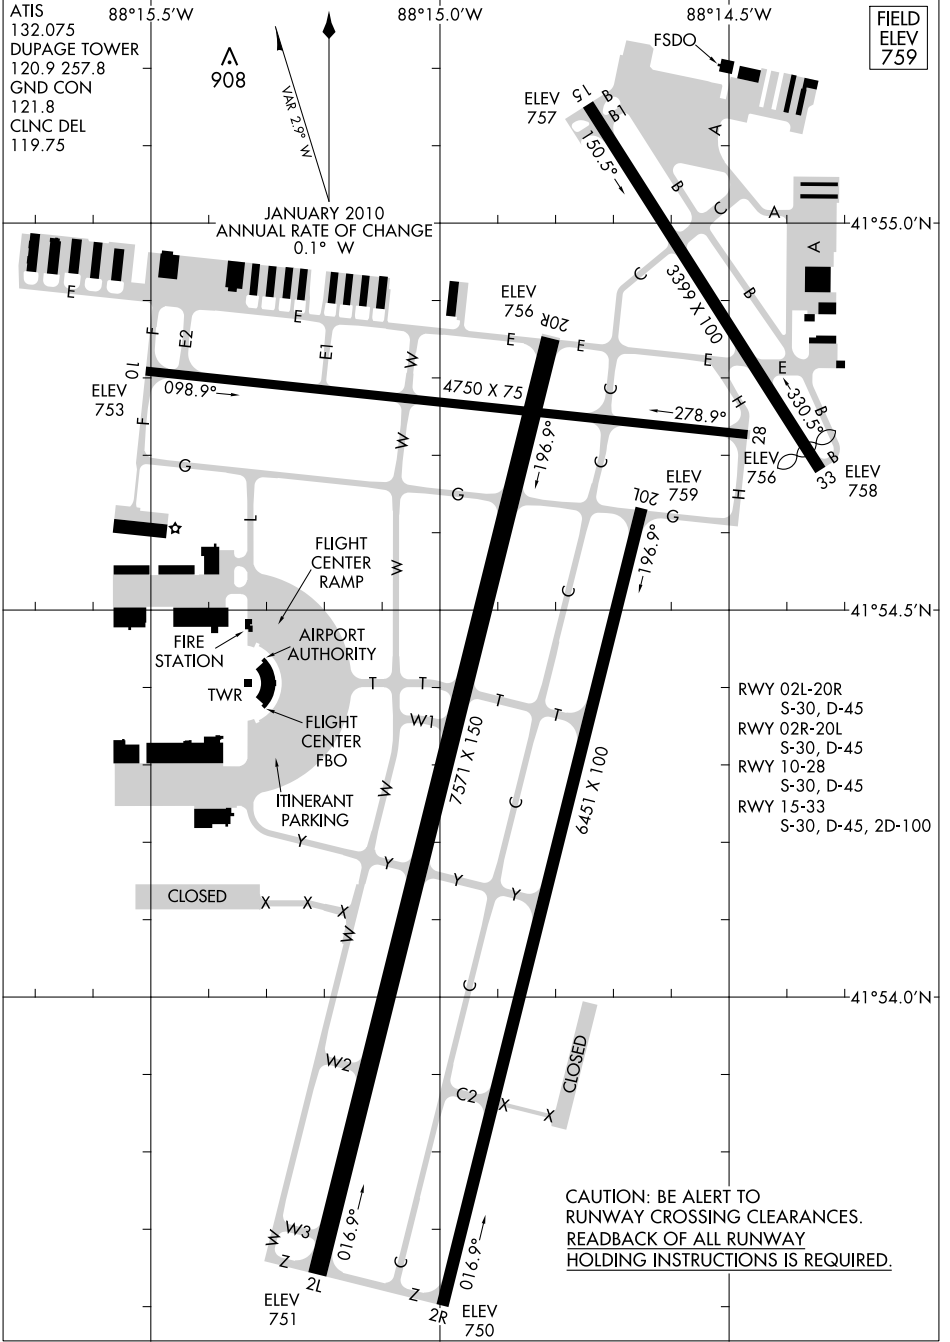 ATIS
132.075
DUPAGE TOWER
120.9 257.8
GND CON
121.8
CLNC DEL
119.75
88°15.5'W
88°15.0'W
88°14.5'W
FIELD
ELEV
759
908
VAR 2.9° W
JANUARY 2010
ANNUAL RATE OF CHANGE
0.1° W
FSDO
ELEV
757
15
B
B1
A
150.5°
B
C
A
41°55.0'N
A
C
3399 X 100
B
E
ELEV
756
20R
F
E2
E
E1
W
E
E
E
E
10
ELEV
753
098.9°
4750 X 75
C
278.9°
H
330.5°
B
F
W
196.9°
28
ELEV
756
B
33
ELEV
758
G
G
C
ELEV
759
20L
G
H
L
FLIGHT
CENTER
RAMP
W
196.9°
C
41°54.5'N
FIRE
STATION
AIRPORT
AUTHORITY
TWR
T
T
T
T
W1
FLIGHT
CENTER
FBO
7571 X 150
6451 X 100
RWY 02L-20R
S-30, D-45
RWY 02R-20L
S-30, D-45
RWY 10-28
S-30, D-45
RWY 15-33
S-30, D-45, 2D-100
W
C
ITINERANT
PARKING
Y
Y
Y
Y
CLOSED
X
X
X
W
C
41°54.0'N
W2
C2
X
X
CLOSED
016.9°
016.9°
W
W3
Z
C
Z
2L
ELEV
751
2R
ELEV
750
CAUTION: BE ALERT TO
RUNWAY CROSSING CLEARANCES.
READBACK OF ALL RUNWAY
HOLDING INSTRUCTIONS IS REQUIRED.